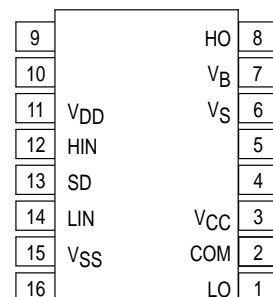 9 HO 8
10 VB 7
11 VDD VS 6
12 HIN 5
13 SD 4
14 LIN VCC 3
15 VSS COM 2
16 LO 1